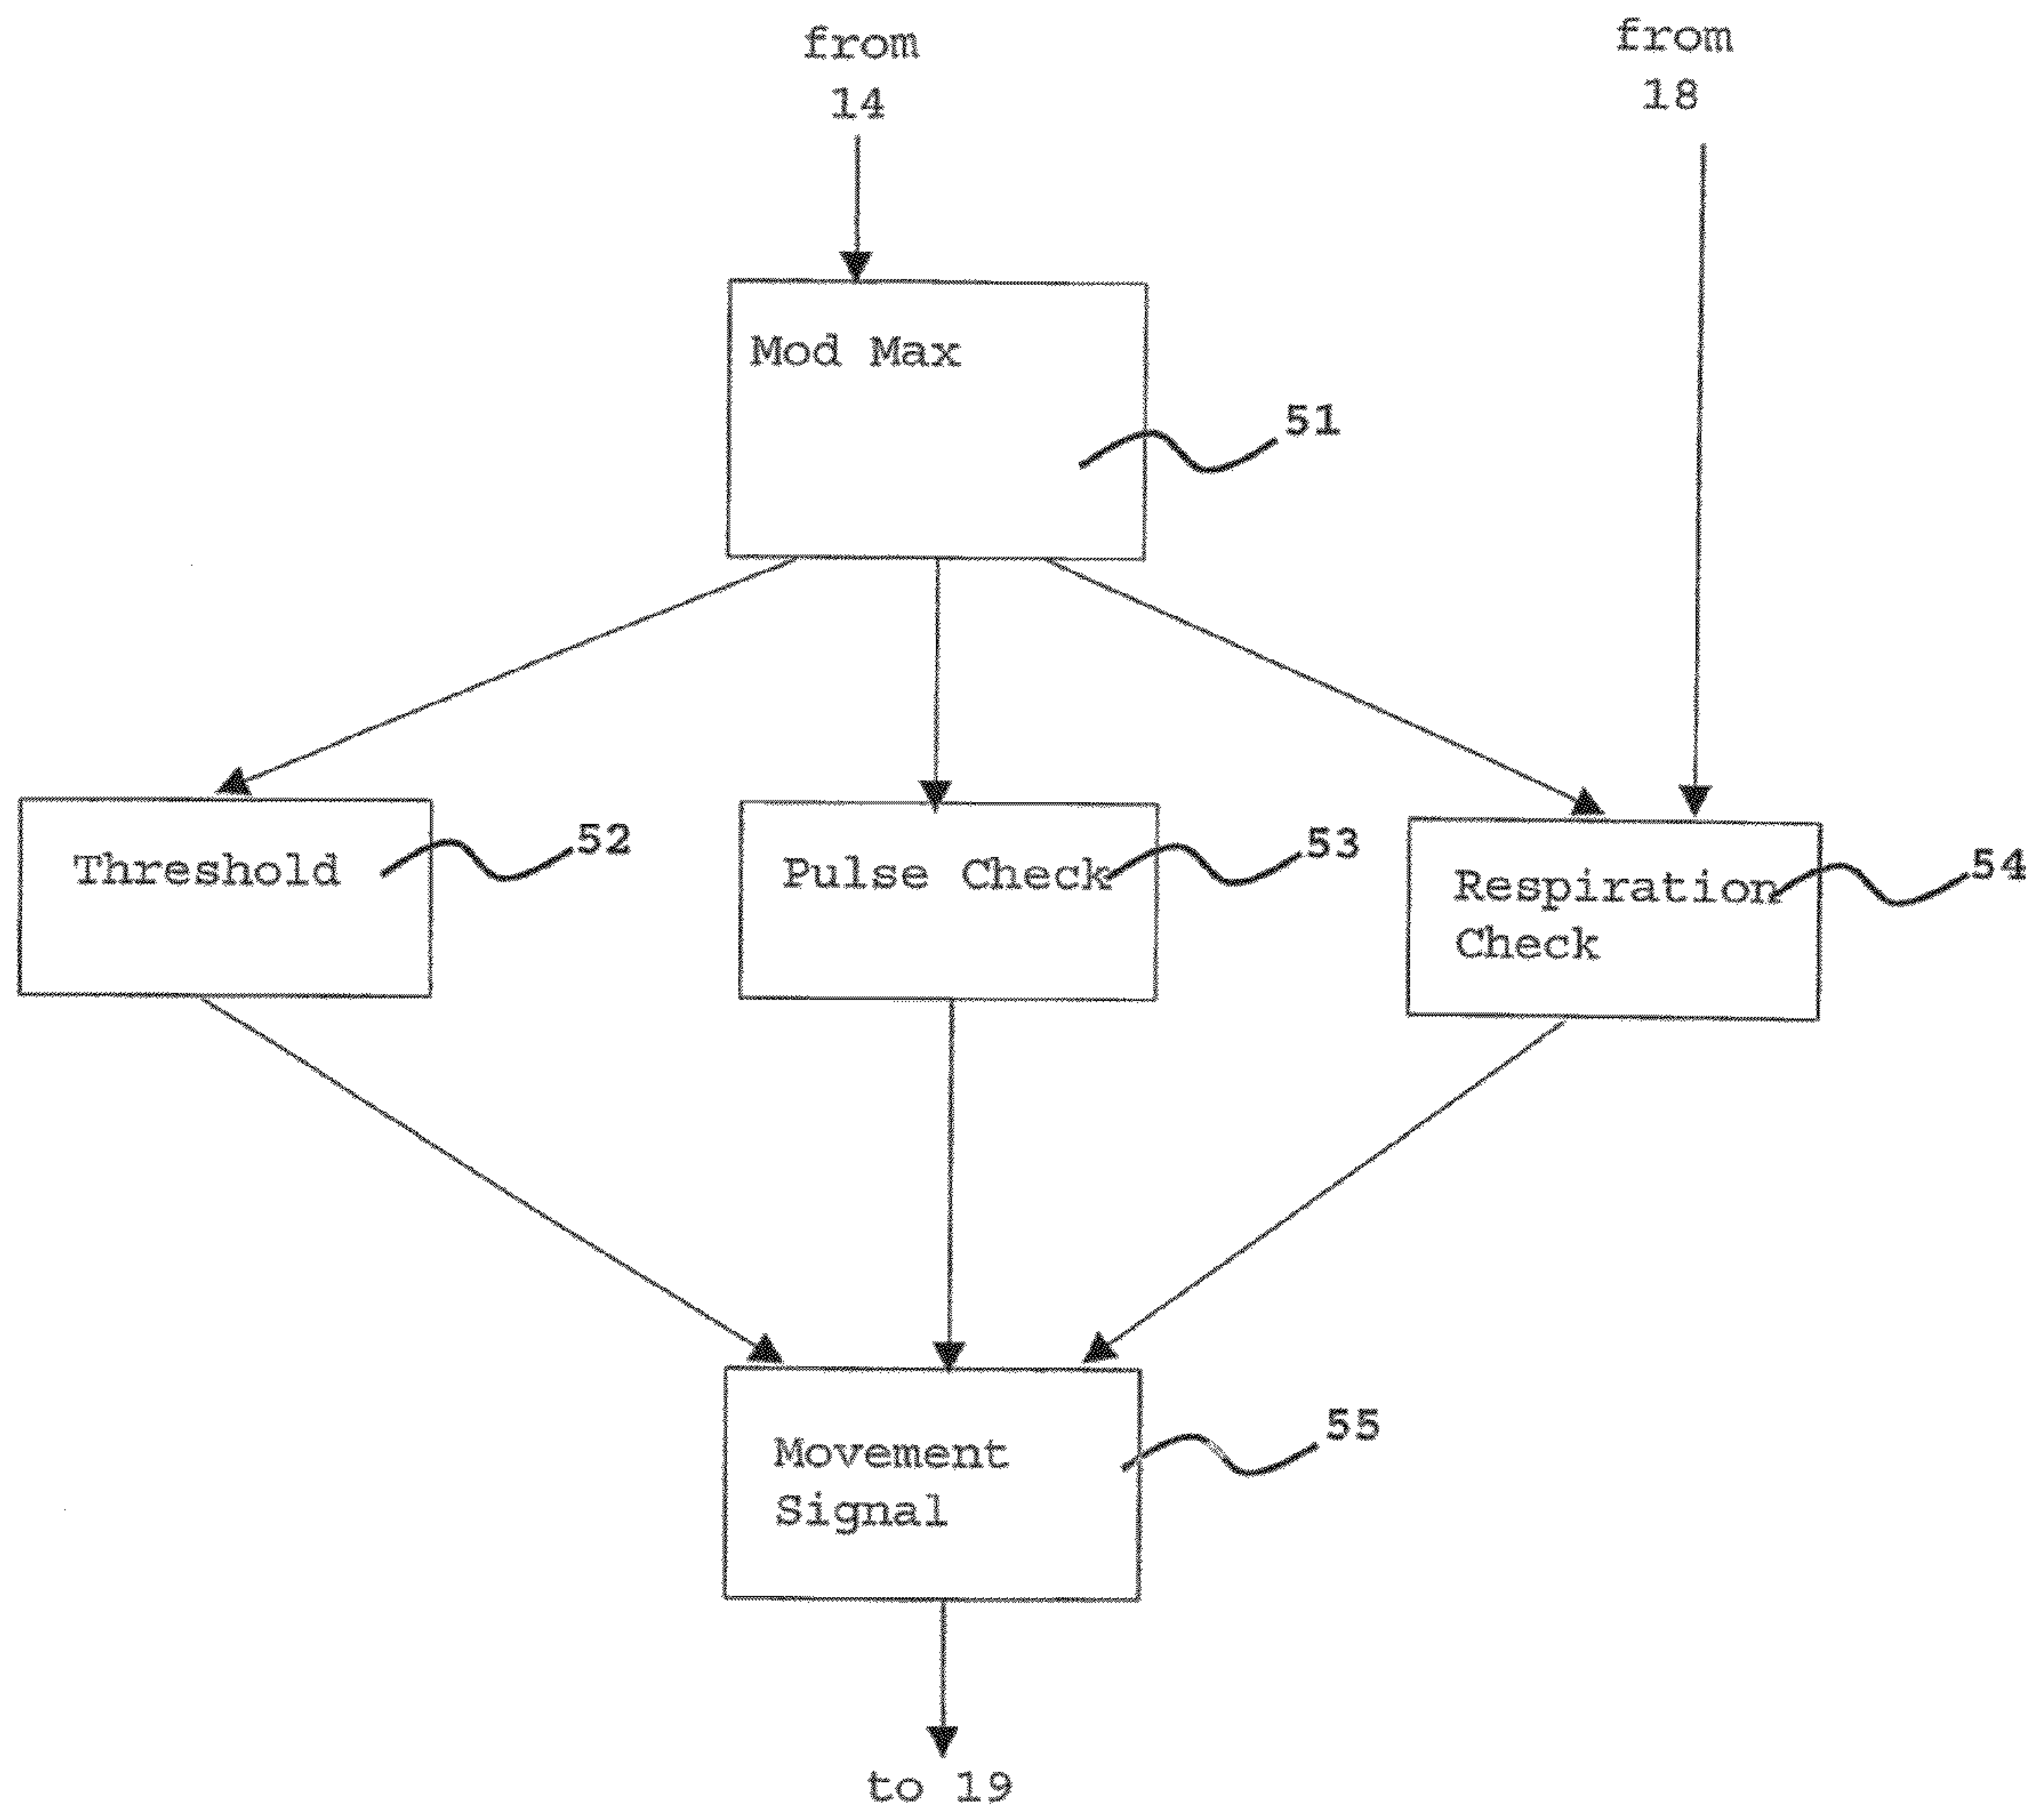 from
14
from
18
Mod Max
51
Threshold
52
Pulse Check
53
Respiration
Check
54
Movement
Signal
55
to 19